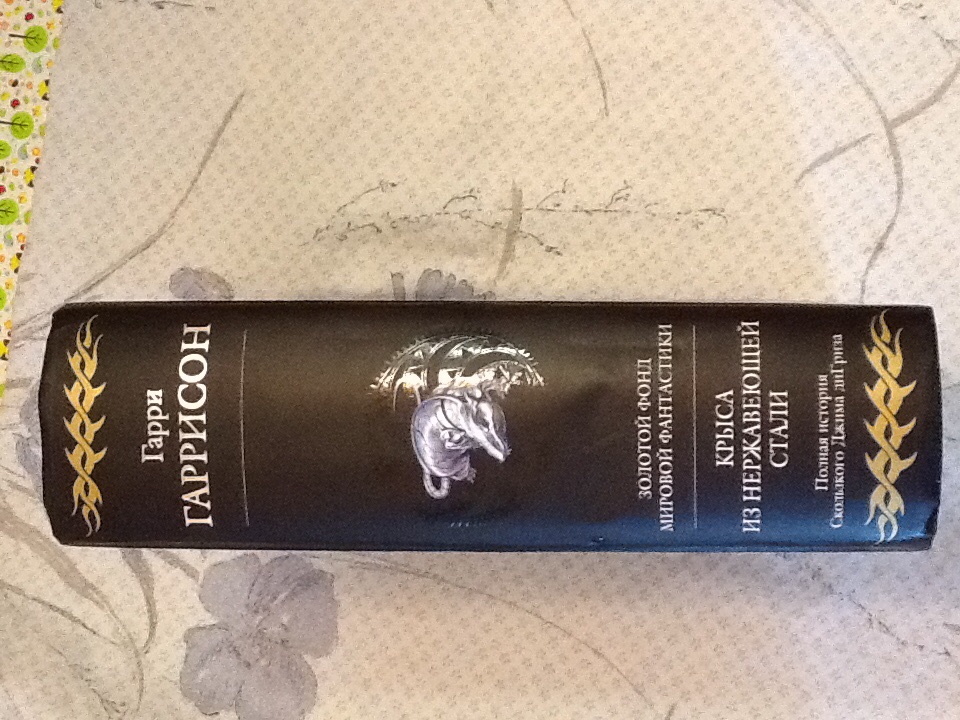 Гарри
ГАРРИСОН
ЗОЛОТОЙ ФОНД
МИРОВОЙ ФАНТАСТИКИ
КРЫСА
ИЗ НЕРЖАВЕЮЩЕЙ
СТАЛИ
Полная история
Скользкого Джима диГриза